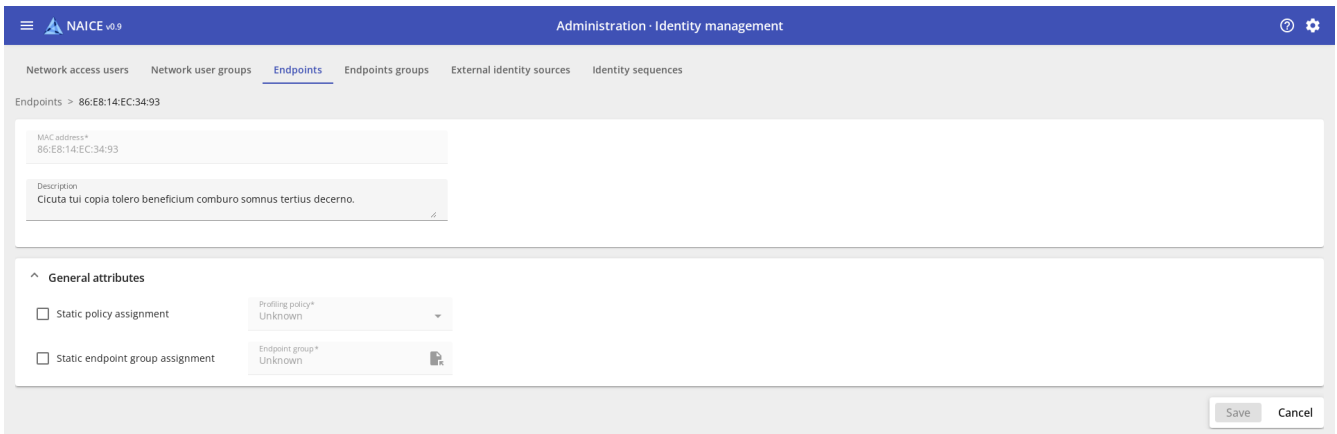 NAICE v0.9 Administration · Identity management
Network access users Network user groups Endpoints Endpoints groups External identity sources Identity sequences
Endpoints > 86:E8:14:EC:34:93
MAC address*
86:E8:14:EC:34:93
Description
Cicuta tui copia tolero beneficium comburo somnus tertius decerno.
General attributes
Static policy assignment
Profiling policy*
Unknown
Static endpoint group assignment
Endpoint group*
Unknown
Save Cancel